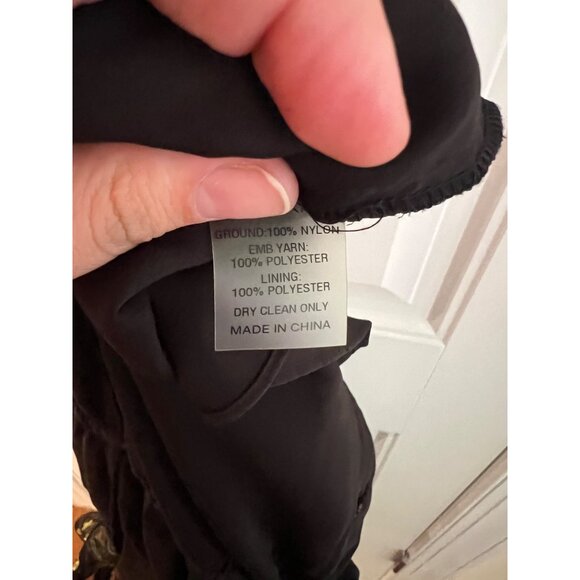 GROUND:100% NYLON
EMB YARN:
100% POLYESTER
LINING:
100% POLYESTER
DRY CLEAN ONLY
MADE IN CHINA